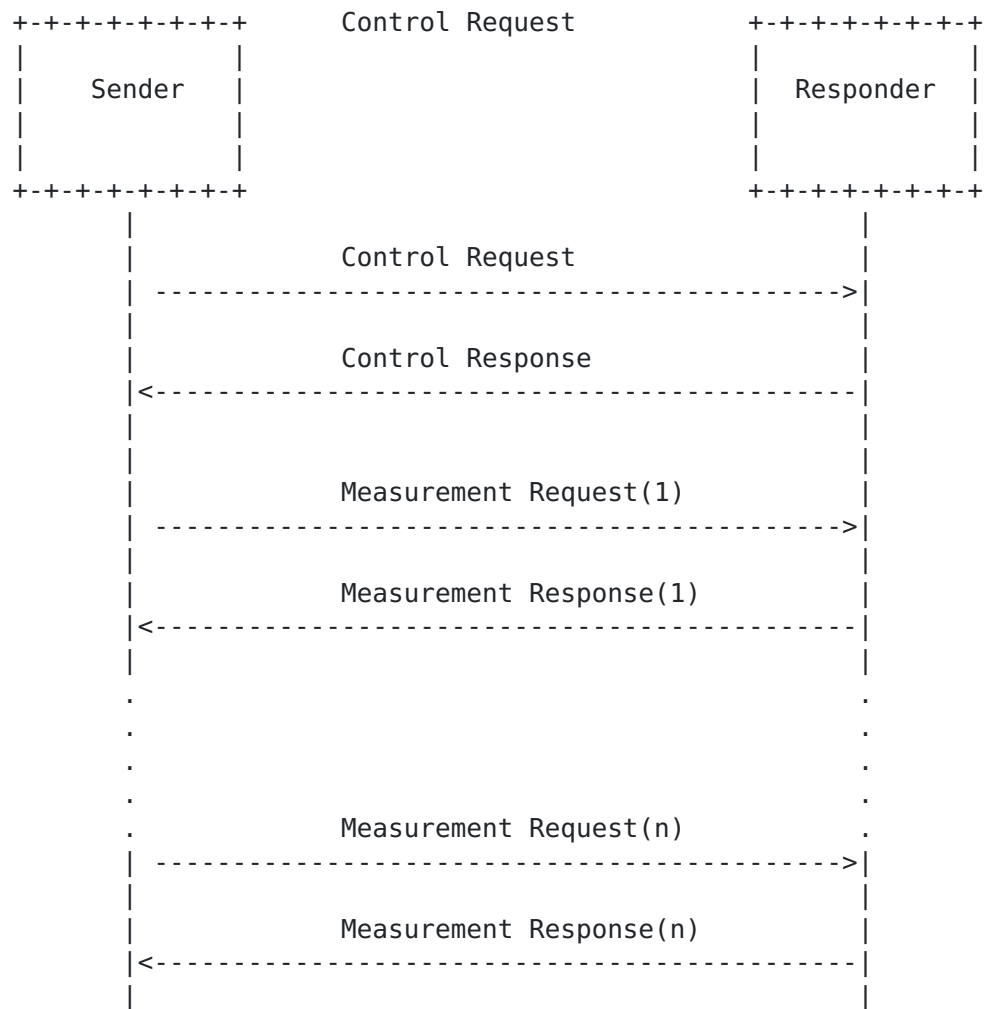 Control Request
Sender
Responder
Control Request
Control Response
Measurement Request(1)
Measurement Response(1)
Measurement Request(n)
Measurement Response(n)